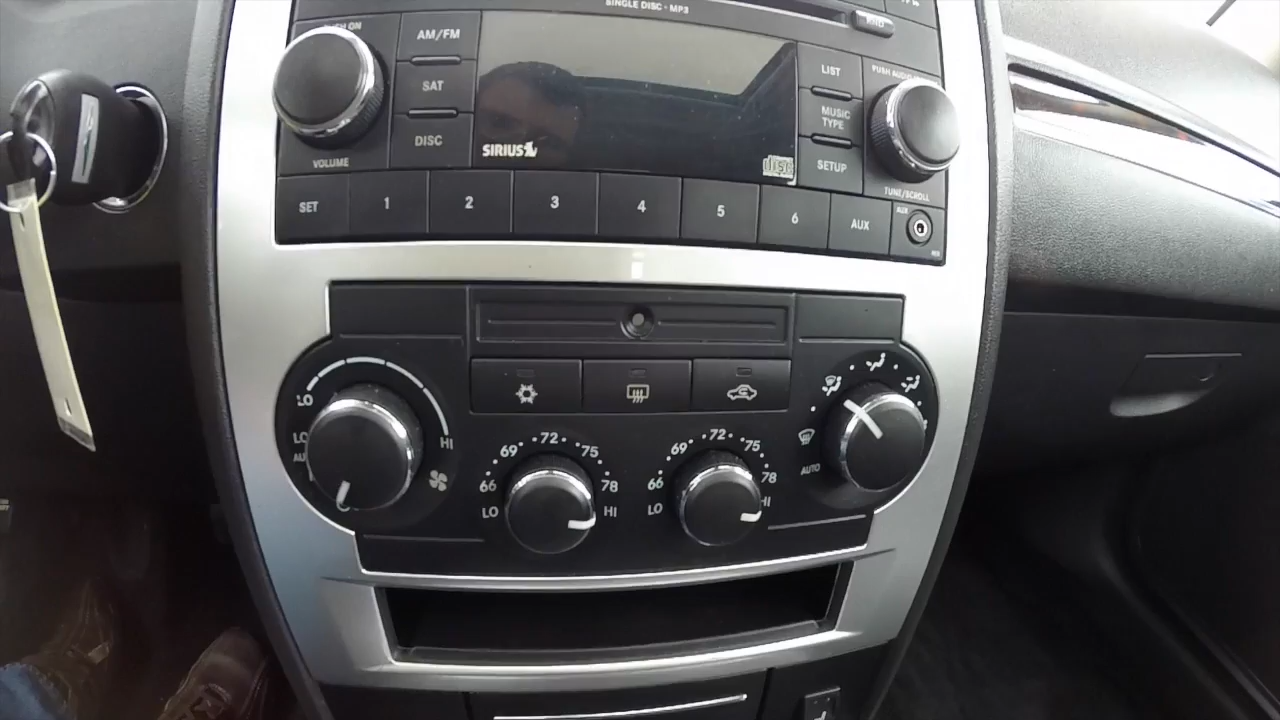 SINGLE DISC · MP3
PUSH ON
AM/FM
SAT
DISC
VOLUME
SIRIUS
disc
RND
LIST
PUSH AUDIO
MUSIC TYPE
SETUP
TUNE/SCROLL
SET 1 2 3 4 5 6 AUX
AUX
LO
LO
HI
66 69 72 75 78
LO HI
66 69 72 75 78
LO HI
AUTO